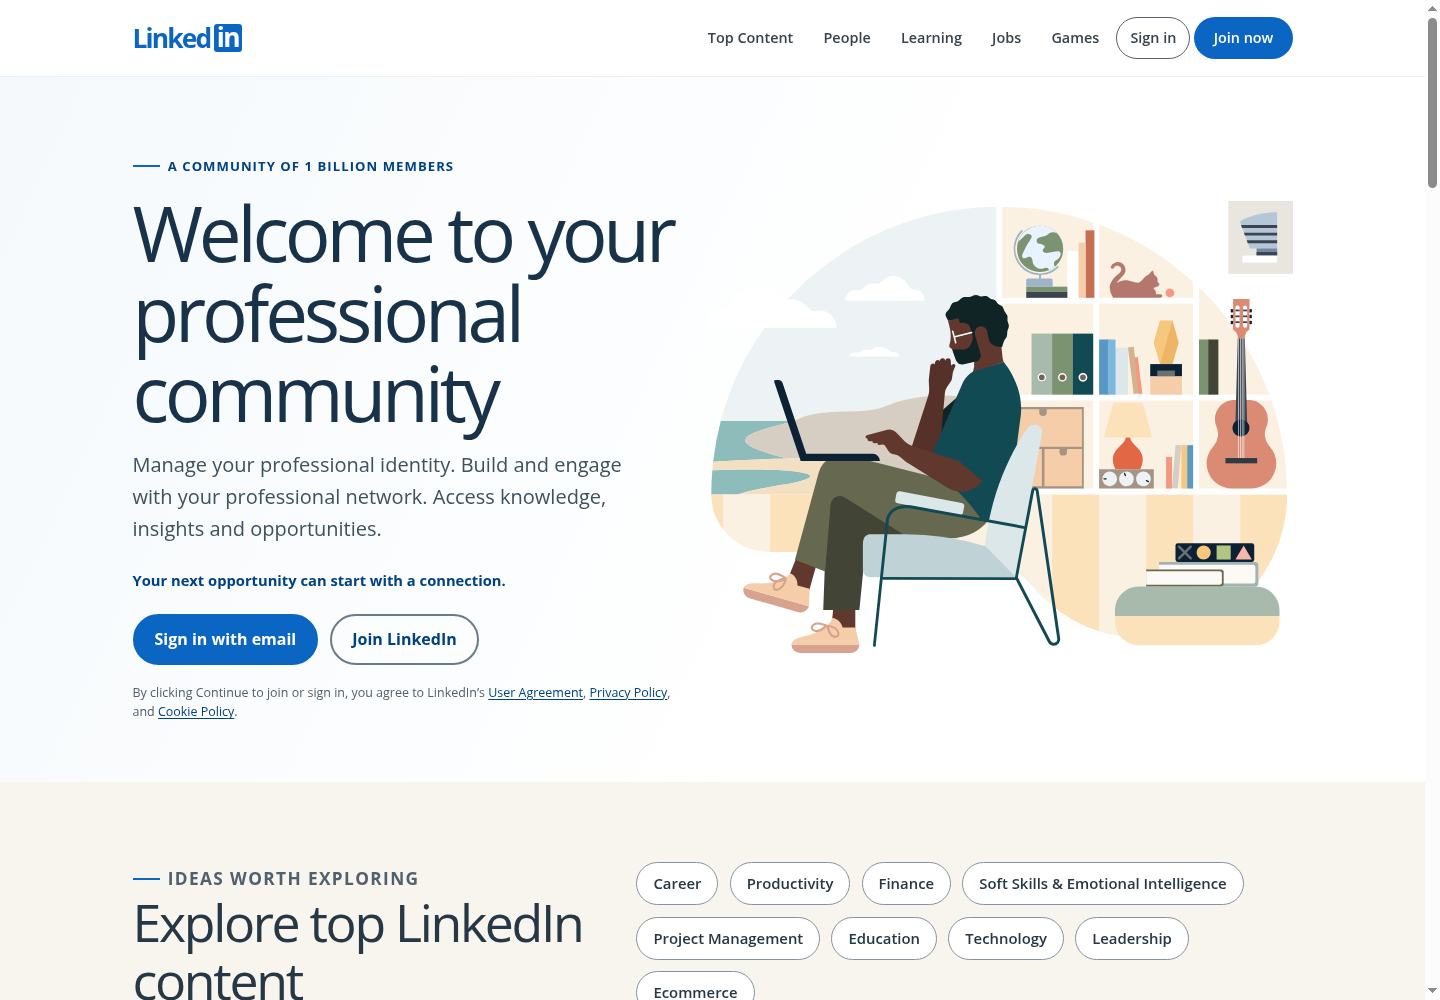 Linked in
Top Content
People
Learning
Jobs
Games
Sign in
Join now
A COMMUNITY OF 1 BILLION MEMBERS
Welcome to your
professional
community
Manage your professional identity. Build and engage
with your professional network. Access knowledge,
insights and opportunities.
Your next opportunity can start with a connection.
Sign in with email
Join LinkedIn
By clicking Continue to join or sign in, you agree to LinkedIn’s User Agreement, Privacy Policy,
and Cookie Policy.
IDEAS WORTH EXPLORING
Explore top LinkedIn
content
Career
Productivity
Finance
Soft Skills & Emotional Intelligence
Project Management
Education
Technology
Leadership
Ecommerce